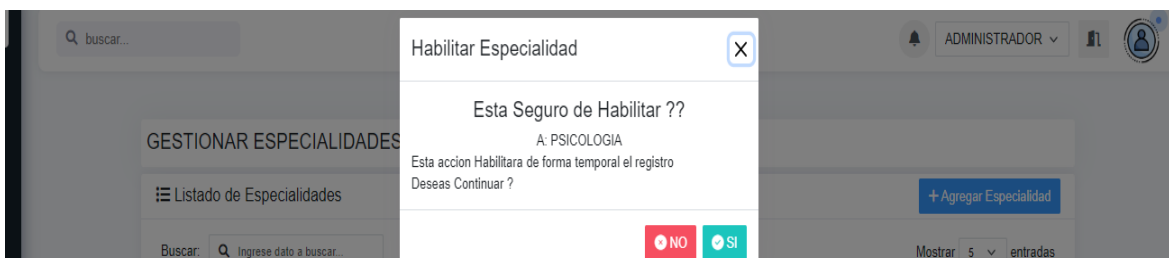 buscar...
ADMINISTRADOR
Habilitar Especialidad
X
Esta Seguro de Habilitar ??
A: PSICOLOGIA
Esta accion Habilitara de forma temporal el registro
Deseas Continuar ?
NO
SI
GESTIONAR ESPECIALIDADES
Listado de Especialidades
+ Agregar Especialidad
Buscar: Ingrese dato a buscar...
Mostrar 5 entradas